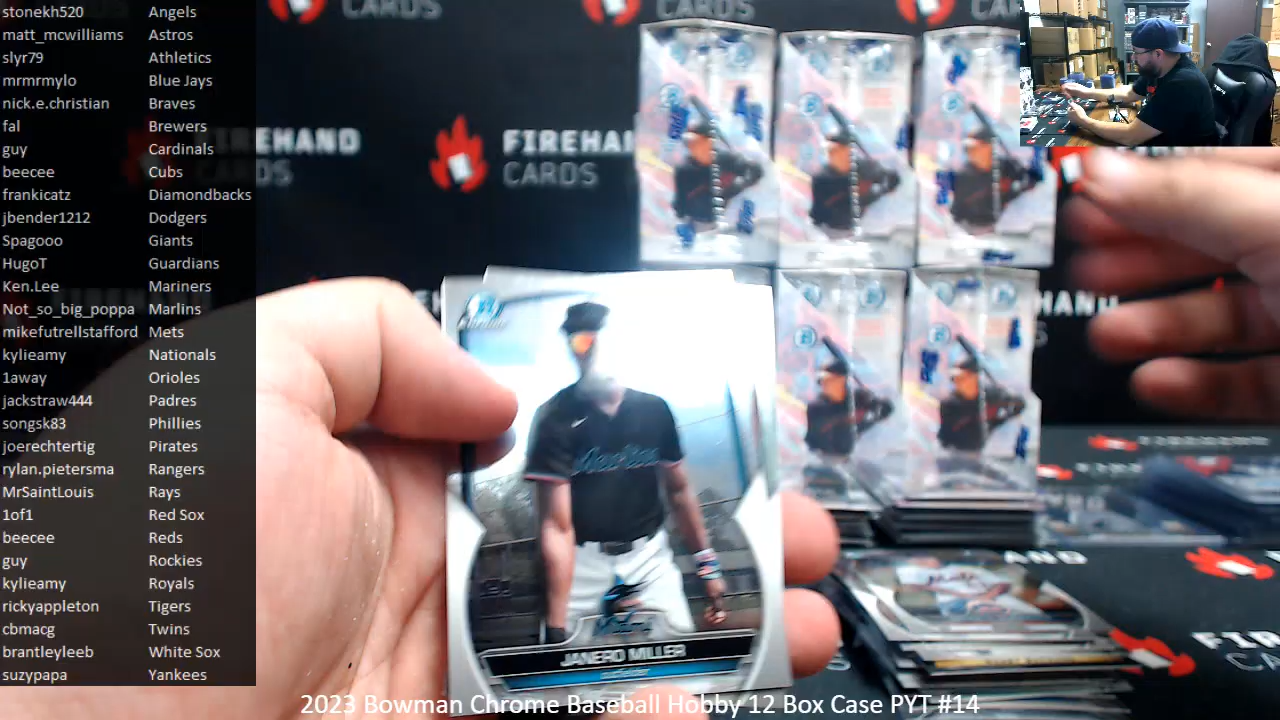 stonekh520 Angels
matt_mcwilliams Astros
slyr79 Athletics
mrmrmylo Blue Jays
nick.e.christian Braves
fal Brewers
guy Cardinals
beecee Cubs
frankicatz Diamondbacks
jbender1212 Dodgers
Spagooo Giants
HugoT Guardians
Ken.Lee Mariners
Not_so_big_poppa Marlins
mikefutrellstafford Mets
kylieamy Nationals
1away Orioles
jackstraw444 Padres
songsk83 Phillies
joerechtertig Pirates
rylan.pietersma Rangers
MrSaintLouis Rays
1of1 Red Sox
beecee Reds
guy Rockies
kylieamy Royals
rickyappleton Tigers
cbmacg Twins
brantleyleeb White Sox
suzypapa Yankees
CARDS
CARDS
FIREHAND
CARDS
Marlins
JANERO MILLER
2023 Bowman Chrome Baseball Hobby 12 Box Case PYT #14